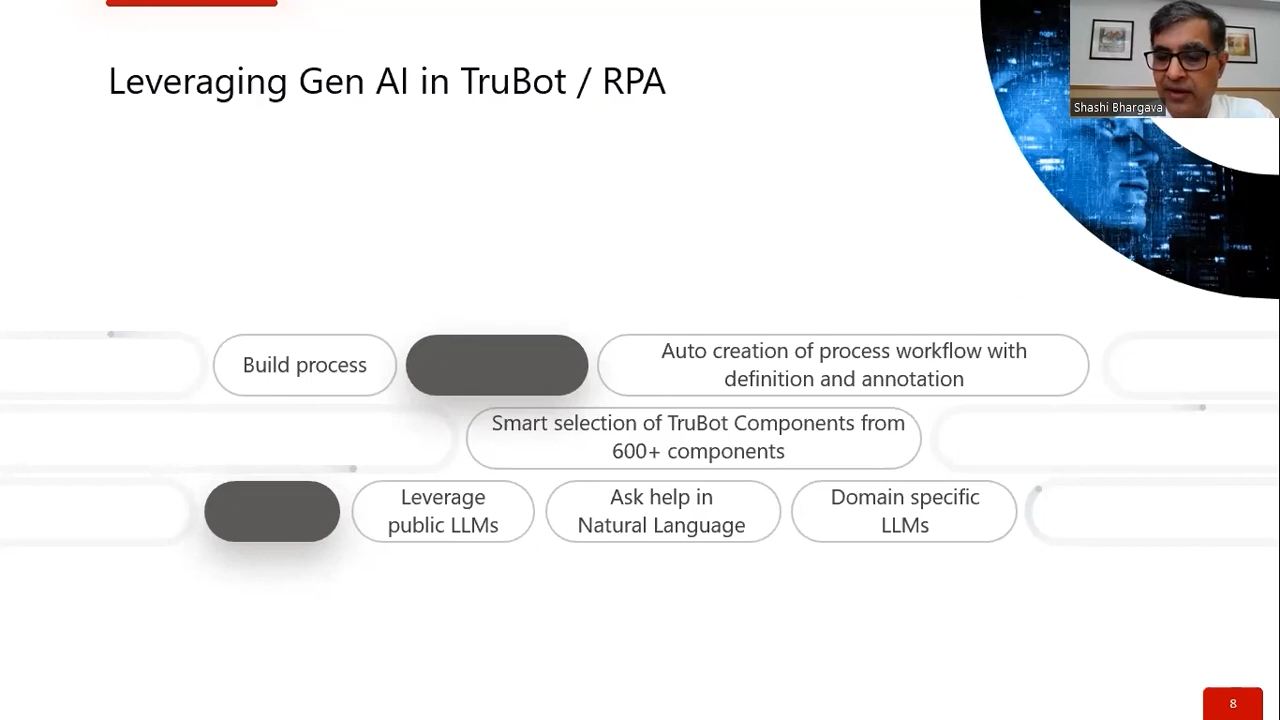 Leveraging Gen AI in TruBot / RPA
Shashi Bhargava
Build process
Auto creation of process workflow with
definition and annotation
Smart selection of TruBot Components from
600+ components
Leverage
public LLMs
Ask help in
Natural Language
Domain specific
LLMs
8